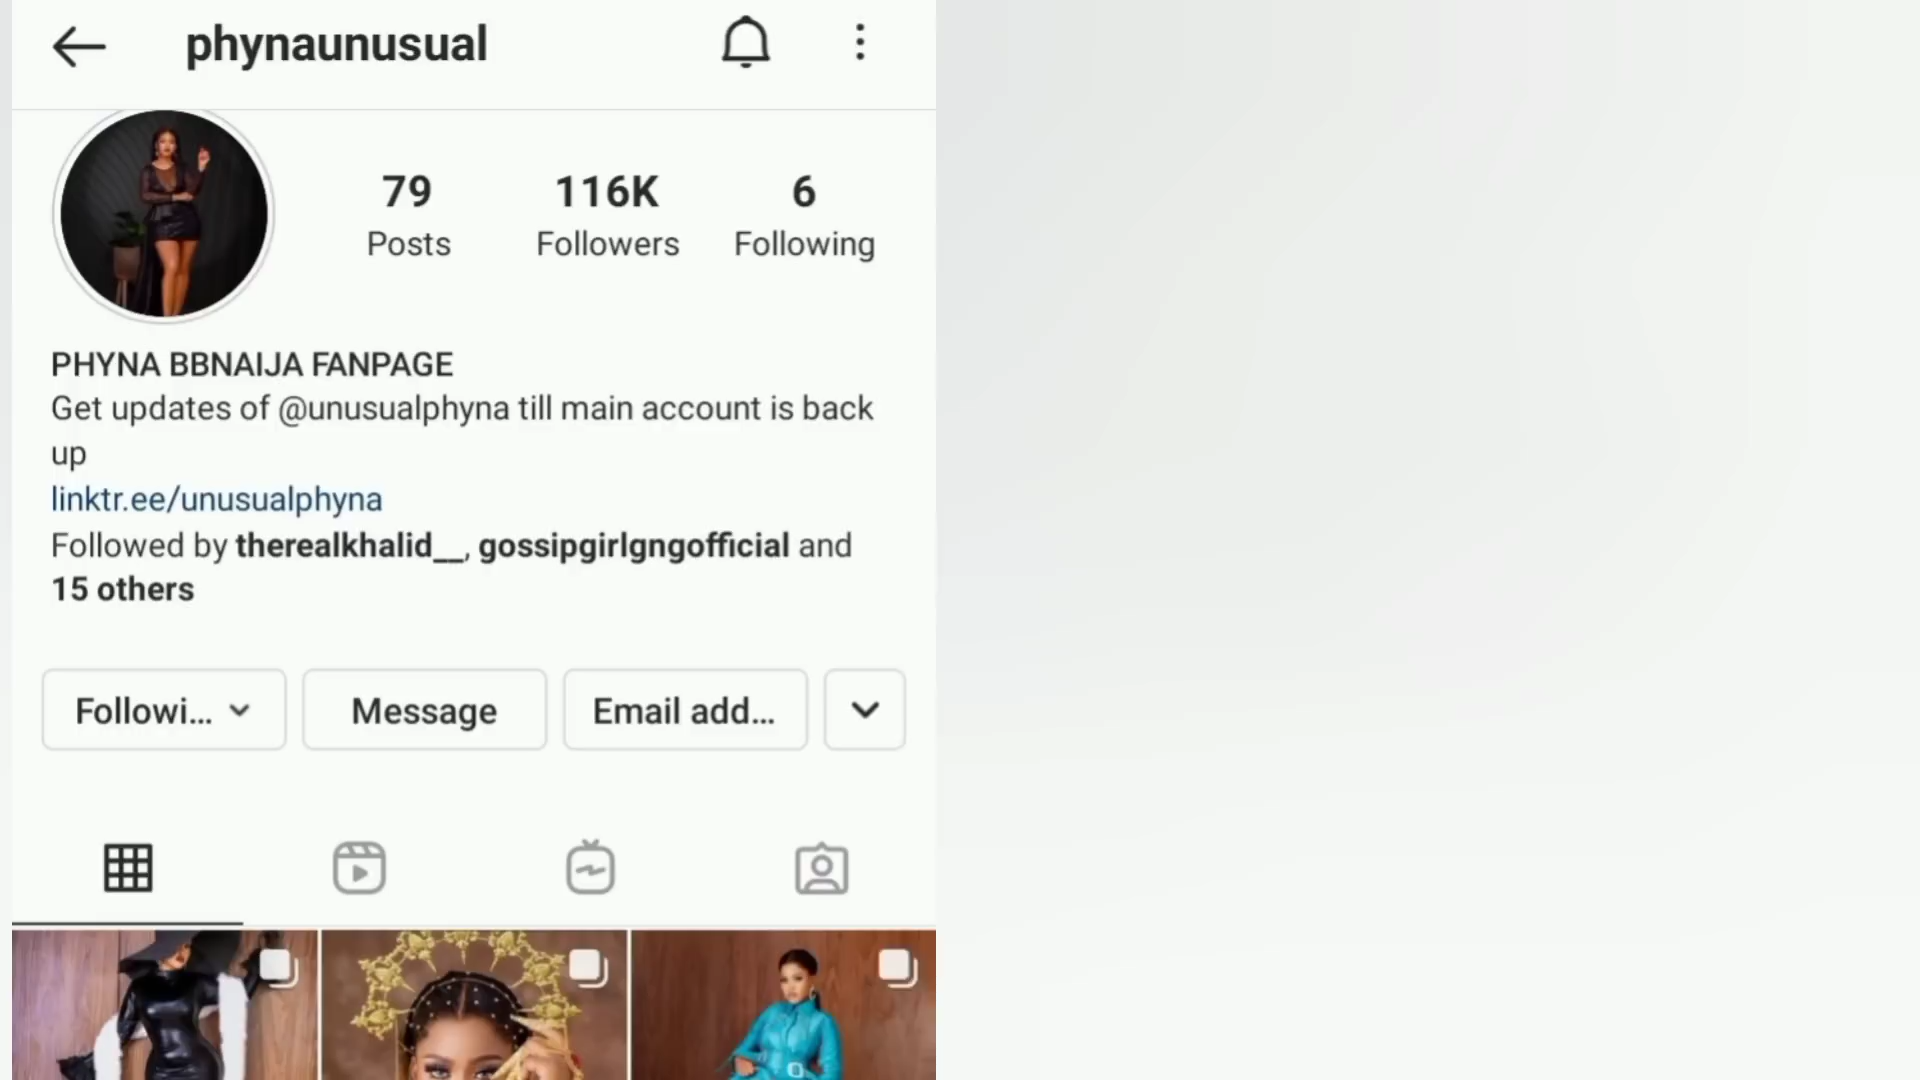 phynaunusual
79
116K
6
Posts
Followers
Following
PHYNA BBNAIJA FANPAGE
Get updates of @unusualphyna till main account is back
up
linktr.ee/unusualphyna
Followed by therealkhalid__, gossipgirlgngofficial and
15 others
Followi...
Message
Email add...